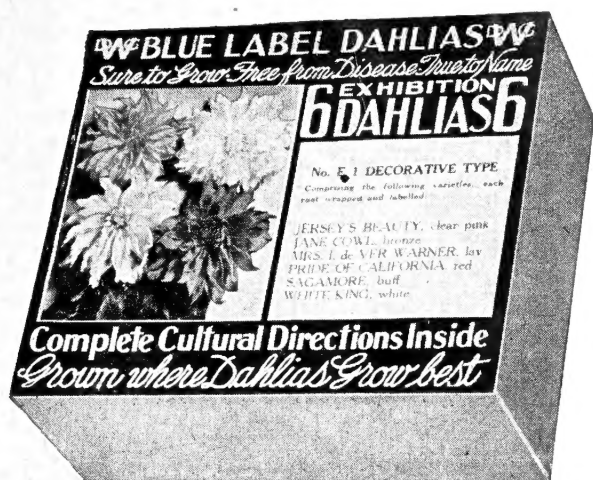 BLUE LABEL DAHLIAS
Sure to Grow Free from Disease True to Name
6 EXHIBITION DAHLIAS 6
No. E 1 DECORATIVE TYPE
Comprising the following varieties, each
root wrapped and labelled
JERSEY'S BEAUTY, clear pink
JANE COWL, bronze
MRS. I. de VER WARNER, lav
PRIDE OF CALIFORNIA, red
SAGAMORE, buff
WHITE KING, white
Complete Cultural Directions Inside
Grown where Dahlias Grow best